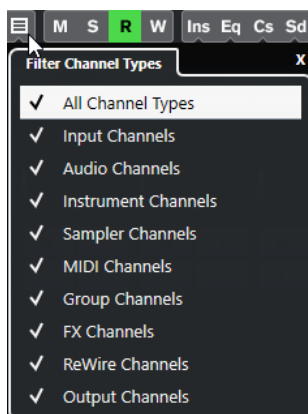 M S R W Ins Eq Cs Sd
Filter Channel Types X
All Channel Types
Input Channels
Audio Channels
Instrument Channels
Sampler Channels
MIDI Channels
Group Channels
FX Channels
ReWire Channels
Output Channels